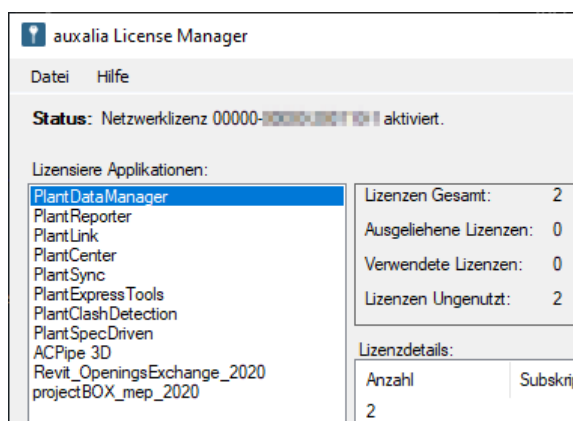 auxalia License Manager
Datei Hilfe
Status: Netzwerklizenz 00000- aktiviert.
Lizensiere Applikationen:
PlantDataManager
PlantReporter
PlantLink
PlantCenter
PlantSync
PlantExpressTools
PlantClashDetection
PlantSpecDriven
ACPipe 3D
Revit_OpeningsExchange_2020
projectBOX_mep_2020
Lizenzen Gesamt: 2
Ausgeliehene Lizenzen: 0
Verwendete Lizenzen: 0
Lizenzen Ungenutzt: 2
Lizenzdetails:
Anzahl Subskrip
2